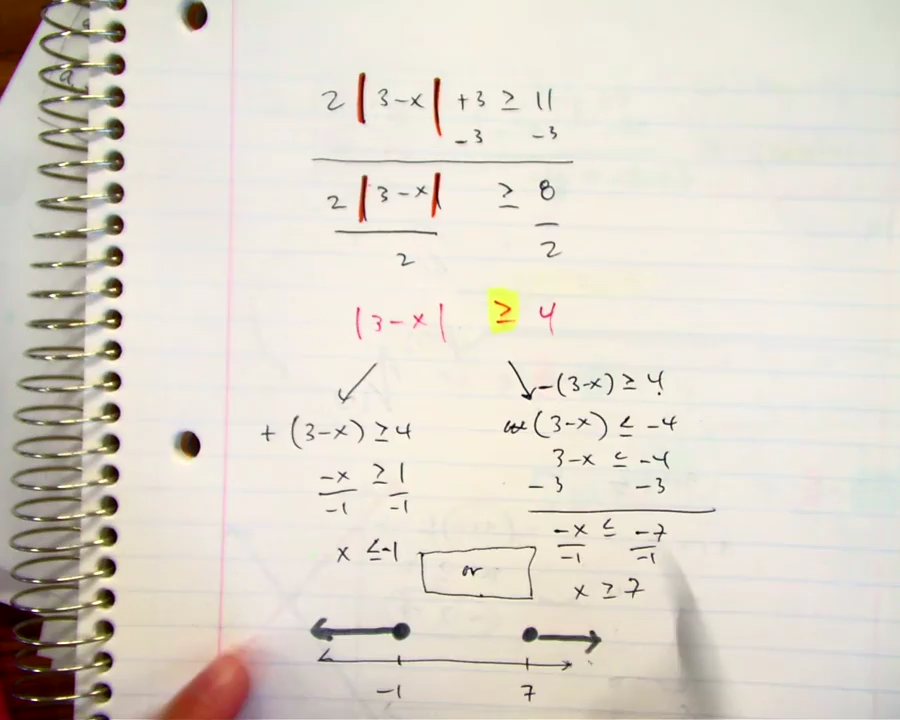 2|3-x| +3 ≥ 11
-3 -3
2|3-x| ≥ 8
2 2
|3-x| ≥ 4
-(3-x) ≥ 4
+ (3-x) ≥ 4
(3-x) ≤ -4
3-x ≤ -4
-x ≥ 1
-1 -1
-3 -3
-x ≤ -7
-1 -1
x ≤ -1
or
x ≥ 7
-1 7